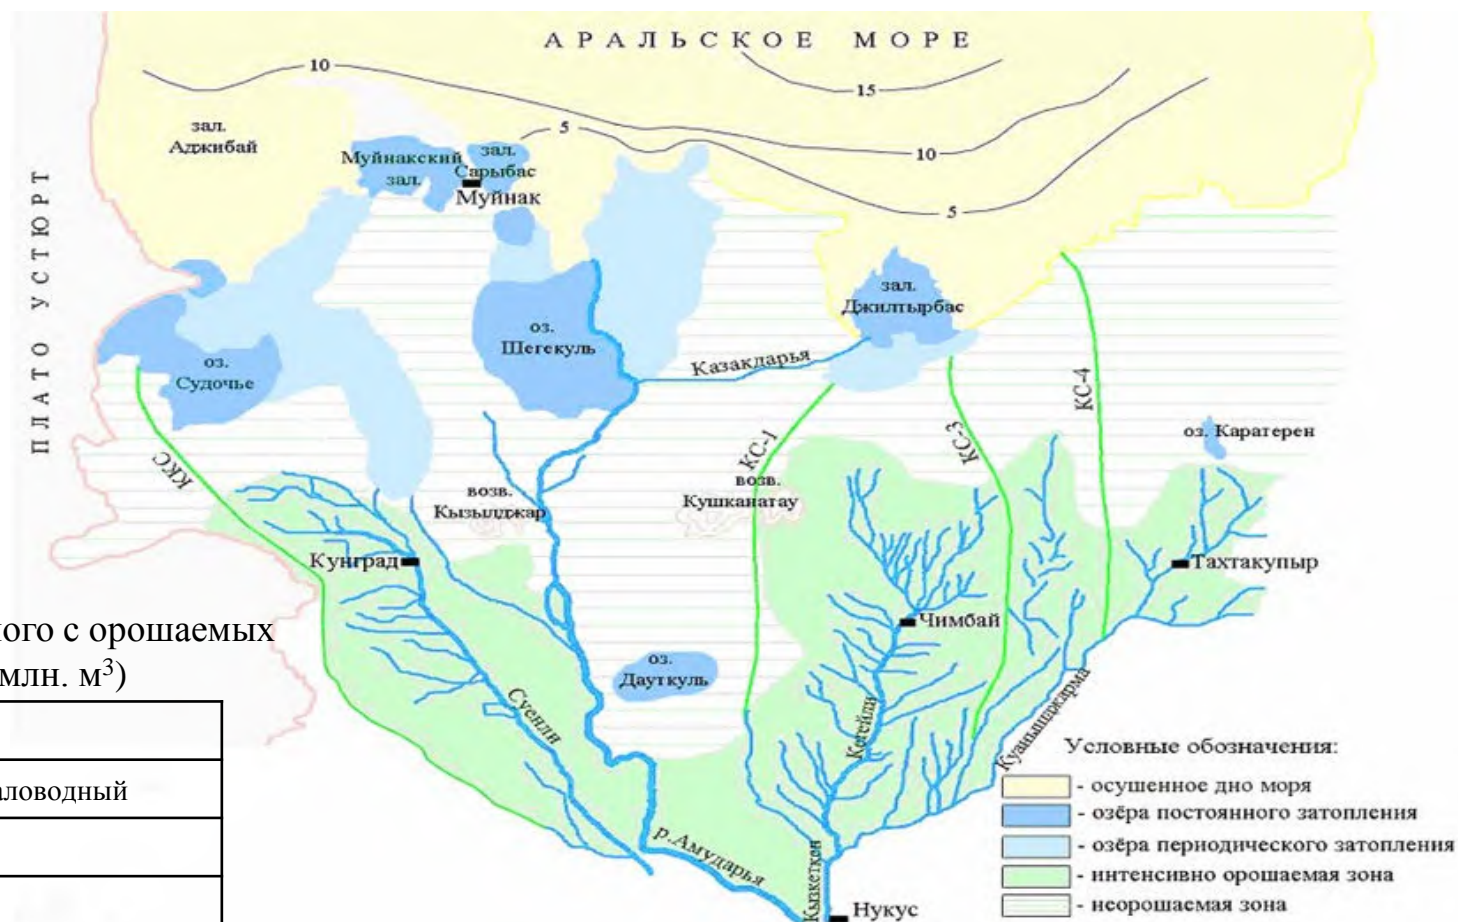 АРАЛЬСКОЕ МОРЕ
10
15
5
10
5
зал.
Аджибай
Муйнакский
зал.
зал.
Сарыбас
Муйнак
ПЛАТО УСТЮРТ
зал.
Джилтырбас
оз.
Шегекуль
оз.
Судочье
Казакдарья
ККС
КС-1
КС-3
КС-4
оз. Каратерен
возв.
Кызылджар
возв.
Кушканатау
Кунград
Тахтакупыр
Чимбай
ного с орошаемых
млн. м³)
оз.
Дауткуль
Суенли
Кегейли
Куанышджарма
аловодный
р.Амударья
Кызкеткен
Нукус
Условные обозначения:
- осушенное дно моря
- озёра постоянного затопления
- озёра периодического затопления
- интенсивно орошаемая зона
- неорошаемая зона